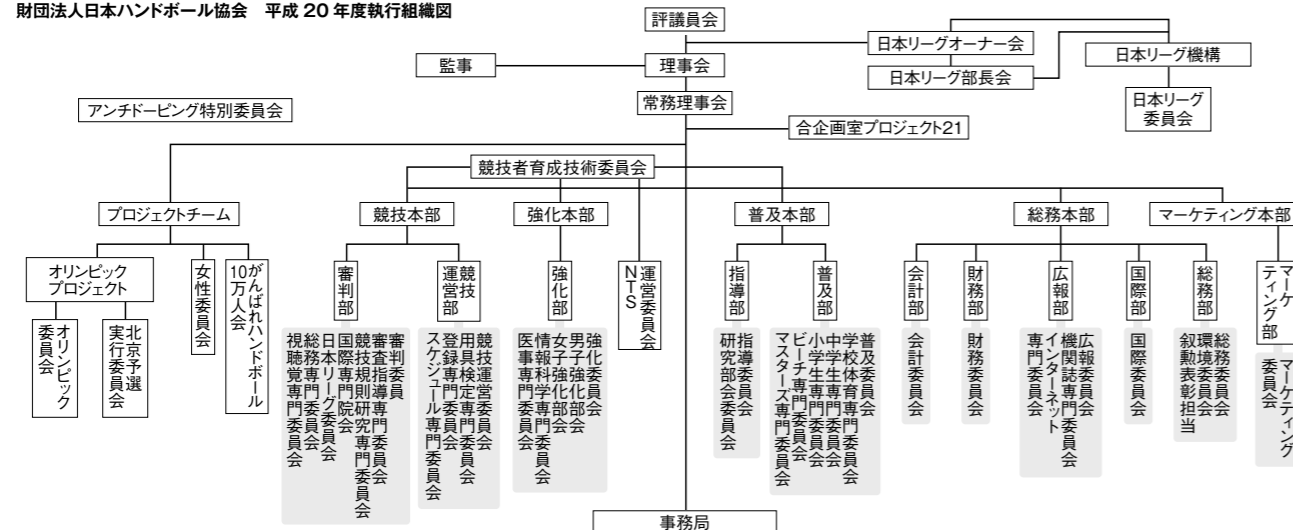 財団法人日本ハンドボール協会 平成20年度執行組織図
評議員会
日本リーグオーナー会
日本リーグ機構
監事
理事会
日本リーグ部長会
常務理事会
日本リーグ
委員会
アンチドーピング特別委員会
合企画室プロジェクト21
競技者育成技術委員会
プロジェクトチーム
競技本部
強化本部
普及本部
総務本部
マーケティング本部
オリンピック
プロジェクト
女性委員会
がんばれハンドボール
10万人会
審判部
競技
運営部
強化部
運営委員会
NTS
指導部
普及部
会計部
財務部
広報部
国際部
総務部
マーケ
ティング部
オリンピック
委員会
北京予選
実行委員会
審判委員
審査指導専門委員会
競技規則研究専門委員会
国際専門院会
日本リーグ委員会
総務専門委員会
視聴覚専門委員会
競技運営委員会
用具検定専門委員会
登録専門委員会
スケジュール専門委員会
強化委員会
男子強化部会
女子強化部会
情報科学専門委員会
医事専門委員会
指導委員会
研究部会委員会
普及委員会
学校体育専門委員会
中学生専門委員会
小学生専門委員会
ビーチ専門委員会
マスターズ専門委員会
会計委員会
財務委員会
広報委員会
機関誌専門委員会
インターネット
専門委員会
国際委員会
総務委員会
環境委員会
叙勲表彰担当
マーケティング
委員会
事務局